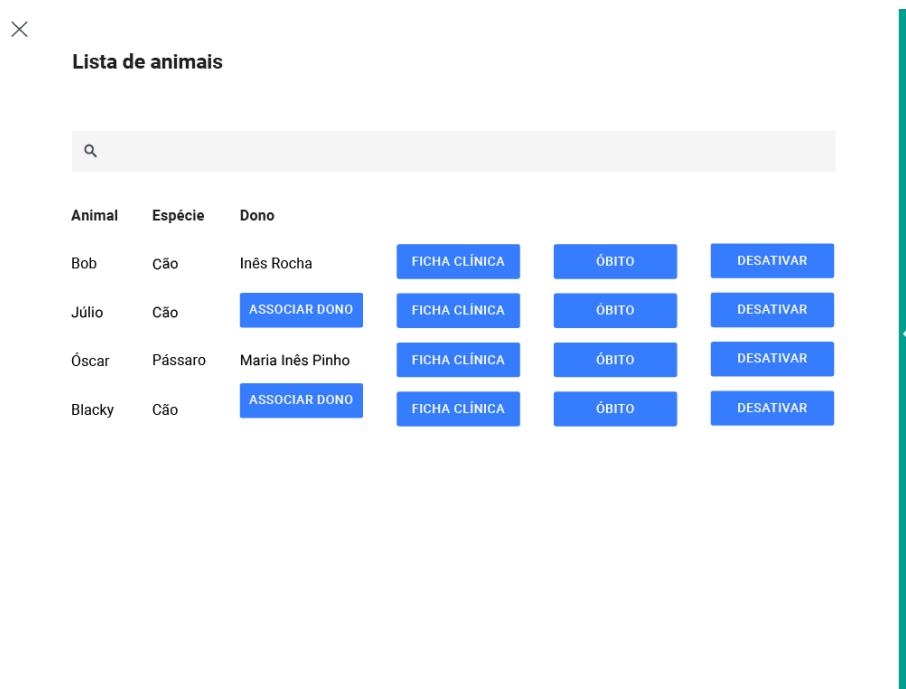 Lista de animais
Animal Espécie Dono
Bob Cão Inês Rocha FICHA CLÍNICA ÓBITO DESATIVAR
Júlio Cão ASSOCIAR DONO FICHA CLÍNICA ÓBITO DESATIVAR
Óscar Pássaro Maria Inês Pinho FICHA CLÍNICA ÓBITO DESATIVAR
Blacky Cão ASSOCIAR DONO FICHA CLÍNICA ÓBITO DESATIVAR